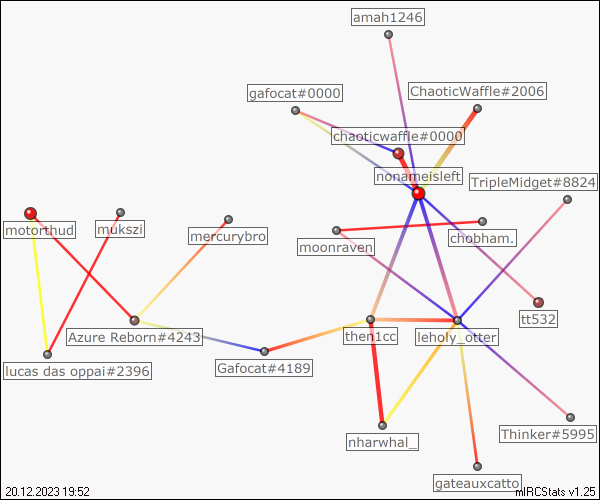 amah1246
gafocat#0000
ChaoticWaffle#2006
chaoticwaffle#0000
nonameisleft
TripleMidget#8824
motorthud
mukszi
mercurybro
moonraven
chobham.
tt532
Azure Reborn#4243
then1cc
leholy_otter
lucas das oppai#2396
Gafocat#4189
nharwhal_
Thinker#5995
gateauxcatto
20.12.2023 19:52
mIRCStats v1.25